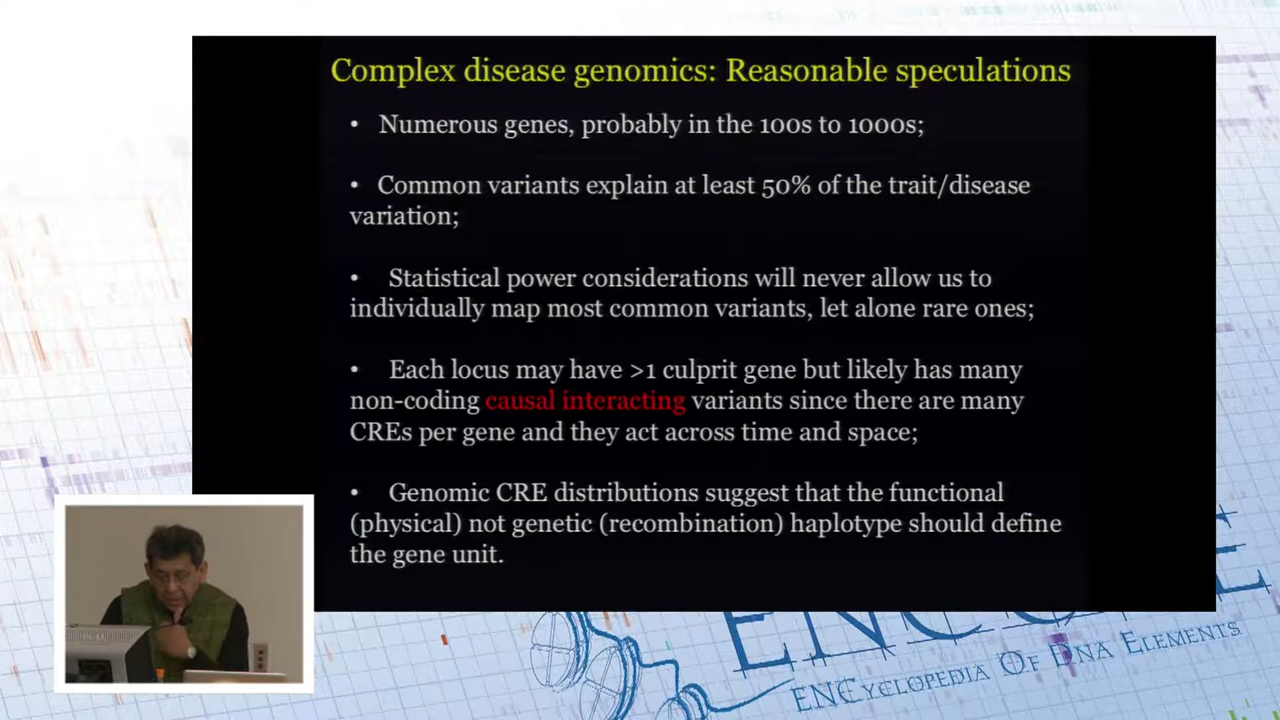 Complex disease genomics: Reasonable speculations
• Numerous genes, probably in the 100s to 1000s;
• Common variants explain at least 50% of the trait/disease
variation;
• Statistical power considerations will never allow us to
individually map most common variants, let alone rare ones;
• Each locus may have >1 culprit gene but likely has many
non-coding causal interacting variants since there are many
CREs per gene and they act across time and space;
• Genomic CRE distributions suggest that the functional
(physical) not genetic (recombination) haplotype should define
the gene unit.
ENCODE
ENCYCLOPEDIA OF DNA ELEMENTS